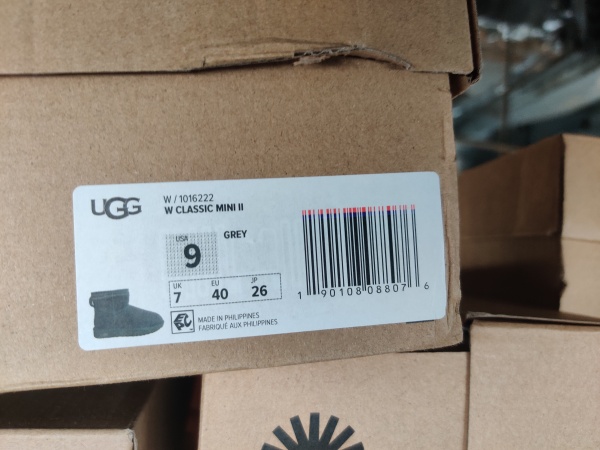 UGG
W / 1016222
W CLASSIC MINI II
GREY
USA
9
UK EU JP
7 40 26
MADE IN PHILIPPINES
FABRIQUÉ AUX PHILIPPINES
1 90108 08807 6